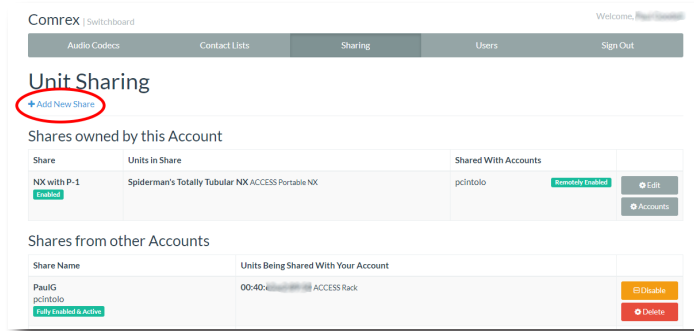 Comrex | Switchboard
Welcome,
Audio Codecs Contact Lists Sharing Users Sign Out
Unit Sharing
+ Add New Share
Shares owned by this Account
Share Units in Share Shared With Accounts
NX with P-1 Spiderman's Totally Tubular NX ACCESS Portable NX pcintolo Remotely Enabled Edit
Enabled
Accounts
Shares from other Accounts
Share Name Units Being Shared With Your Account
PaulG 00:40: ACCESS Rack Disable
pcintolo
Fully Enabled & Active Delete